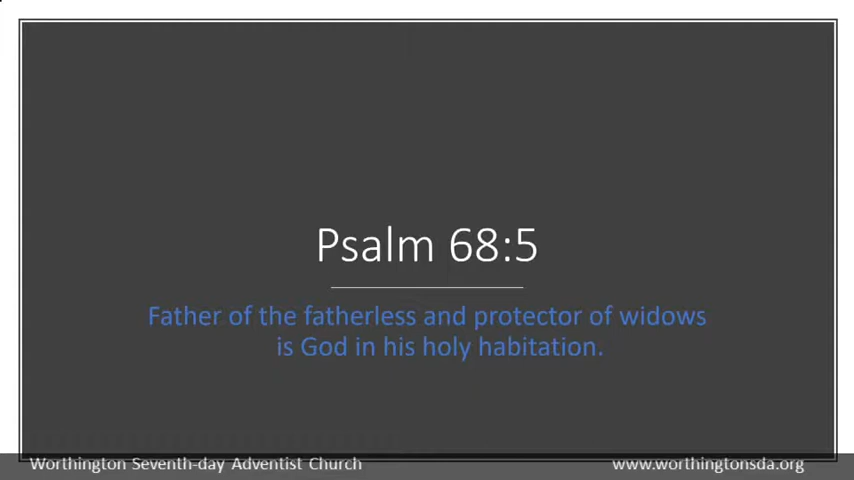 Psalm 68:5
Father of the fatherless and protector of widows
is God in his holy habitation.
Worthington Seventh-day Adventist Church
www.worthingtonsda.org